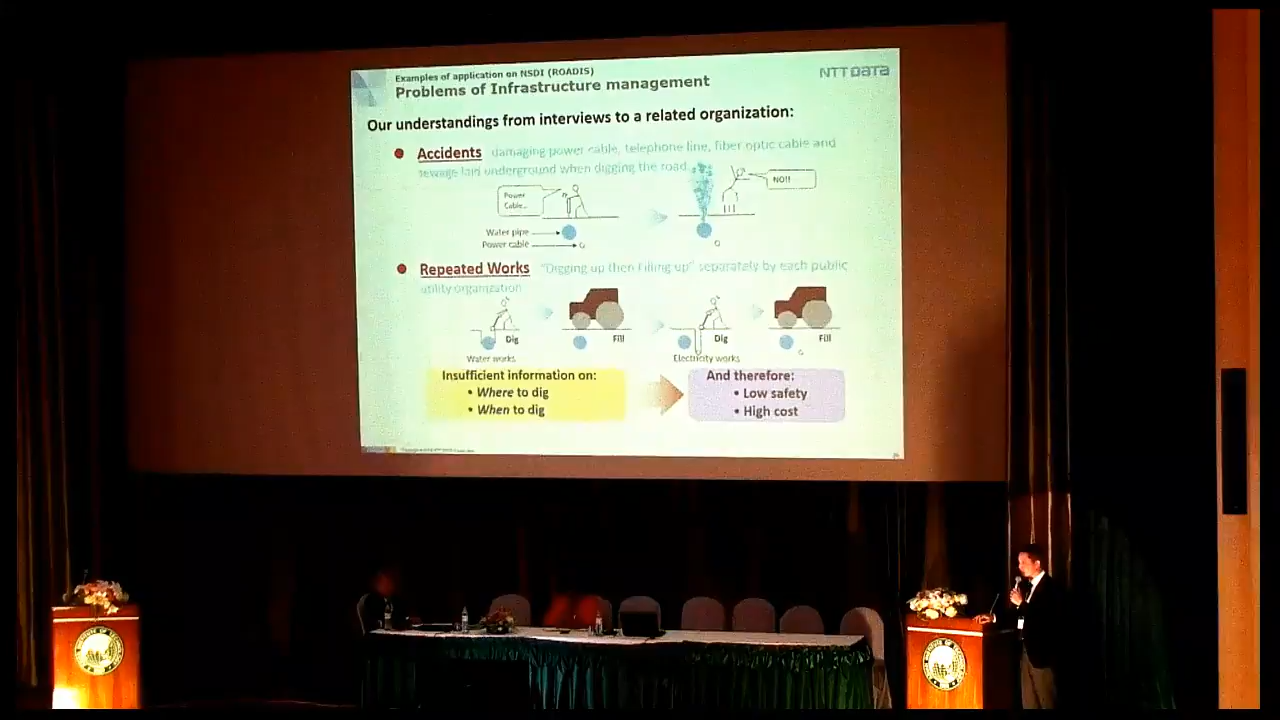 Examples of application on NSDI (ROADIS)
Problems of Infrastructure management
NTT DATA
Our understandings from interviews to a related organization:
Accidents damaging power cable, telephone line, fiber optic cable and
sewage laid underground when digging the road
Power
Cable..
NO!!
Water pipe
Power cable
Repeated Works "Digging up then Filling up" separately by each public
utility organization
Dig
Fill
Dig
Fill
Water works
Electricity works
Insufficient information on:
• Where to dig
• When to dig
And therefore:
• Low safety
• High cost